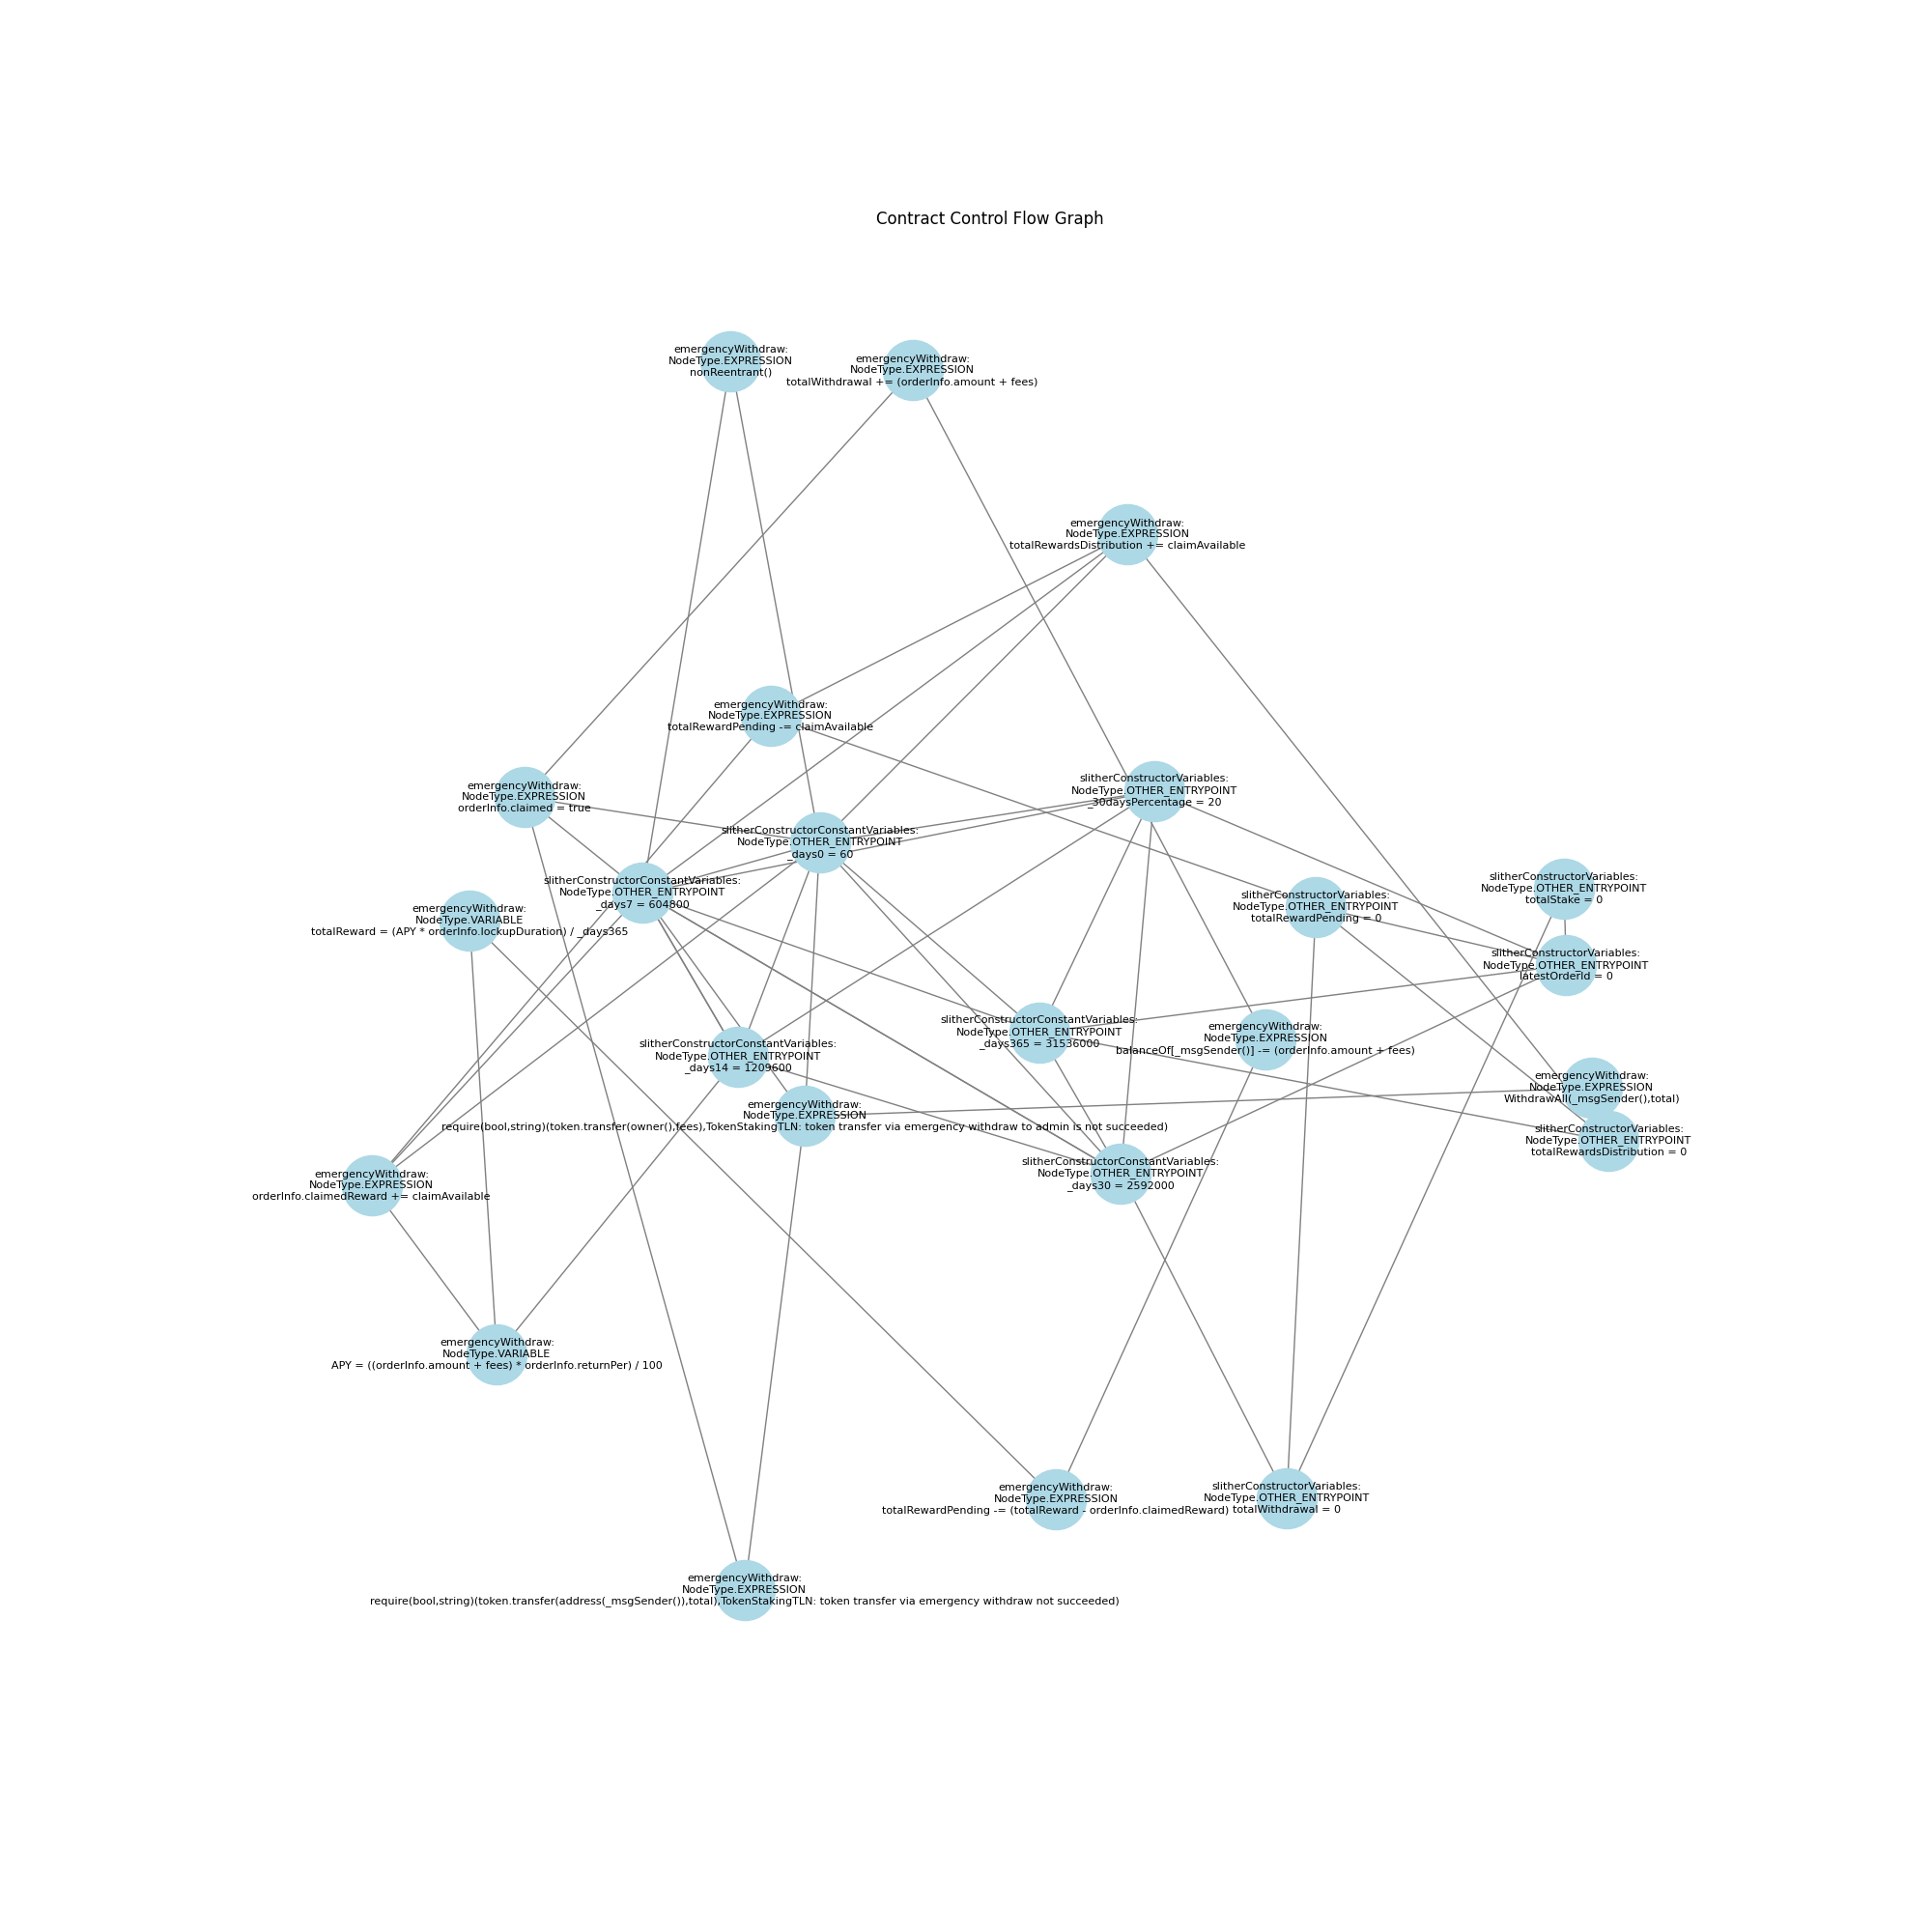 Contract Control Flow Graph
emergencyWithdraw:
NodeType.EXPRESSION
nonReentrant()
emergencyWithdraw:
NodeType.EXPRESSION
totalWithdrawal += (orderInfo.amount + fees)
emergencyWithdraw:
NodeType.EXPRESSION
totalRewardsDistribution += claimAvailable
emergencyWithdraw:
NodeType.EXPRESSION
totalRewardPending -= claimAvailable
emergencyWithdraw:
NodeType.EXPRESSION
orderInfo.claimed = true
slitherConstructorVariables:
NodeType.OTHER_ENTRYPOINT
_30daysPercentage = 20
slitherConstructorConstantVariables:
NodeType.OTHER_ENTRYPOINT
_days0 = 60
slitherConstructorConstantVariables:
NodeType.OTHER_ENTRYPOINT
_days7 = 604800
slitherConstructorVariables:
NodeType.OTHER_ENTRYPOINT
totalStake = 0
slitherConstructorVariables:
NodeType.OTHER_ENTRYPOINT
totalRewardPending = 0
emergencyWithdraw:
NodeType.VARIABLE
totalReward = (APY * orderInfo.lockupDuration) / _days365
slitherConstructorVariables:
NodeType.OTHER_ENTRYPOINT
latestOrderId = 0
slitherConstructorConstantVariables:
NodeType.OTHER_ENTRYPOINT
_days365 = 31536000
emergencyWithdraw:
NodeType.EXPRESSION
balanceOf[_msgSender()] -= (orderInfo.amount + fees)
slitherConstructorConstantVariables:
NodeType.OTHER_ENTRYPOINT
_days14 = 1209600
emergencyWithdraw:
NodeType.EXPRESSION
WithdrawAll(_msgSender(),total)
emergencyWithdraw:
NodeType.EXPRESSION
require(bool,string)(token.transfer(owner(),fees),TokenStakingTLN: token transfer via emergency withdraw to admin is not succeeded)
slitherConstructorVariables:
NodeType.OTHER_ENTRYPOINT
totalRewardsDistribution = 0
slitherConstructorConstantVariables:
NodeType.OTHER_ENTRYPOINT
_days30 = 2592000
emergencyWithdraw:
NodeType.EXPRESSION
orderInfo.claimedReward += claimAvailable
emergencyWithdraw:
NodeType.VARIABLE
APY = ((orderInfo.amount + fees) * orderInfo.returnPer) / 100
emergencyWithdraw:
NodeType.EXPRESSION
totalRewardPending -= (totalReward - orderInfo.claimedReward)
slitherConstructorVariables:
NodeType.OTHER_ENTRYPOINT
totalWithdrawal = 0
emergencyWithdraw:
NodeType.EXPRESSION
require(bool,string)(token.transfer(address(_msgSender()),total),TokenStakingTLN: token transfer via emergency withdraw not succeeded)